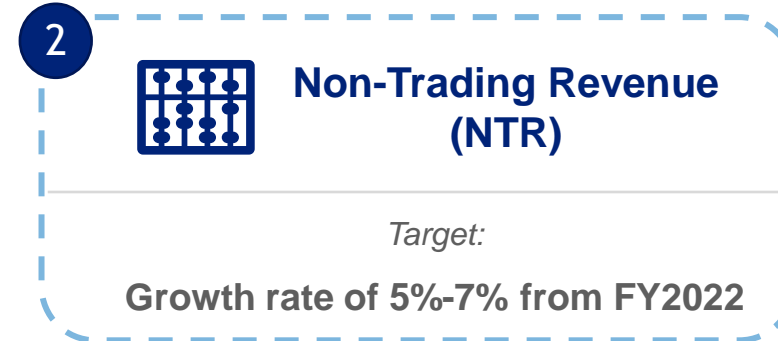 2
Non-Trading Revenue
(NTR)
Target:
Growth rate of 5%-7% from FY2022